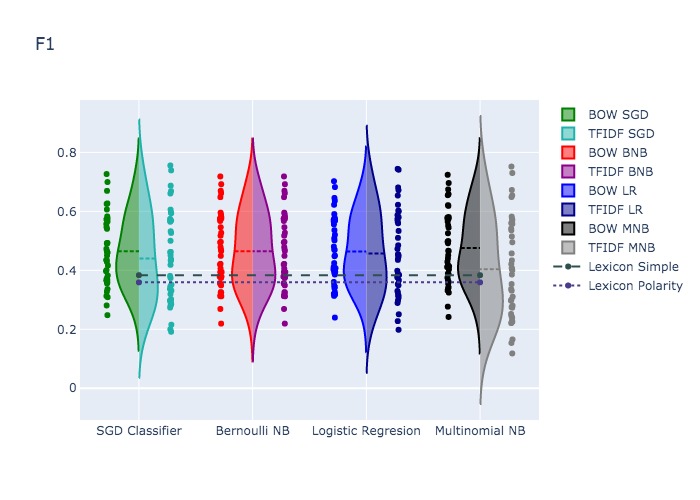 F1
0.8
0.6
0.4
0.2
0
SGD Classifier
Bernoulli NB
Logistic Regresion
Multinomial NB
BOW SGD
TFIDF SGD
BOW BNB
TFIDF BNB
BOW LR
TFIDF LR
BOW MNB
TFIDF MNB
Lexicon Simple
Lexicon Polarity